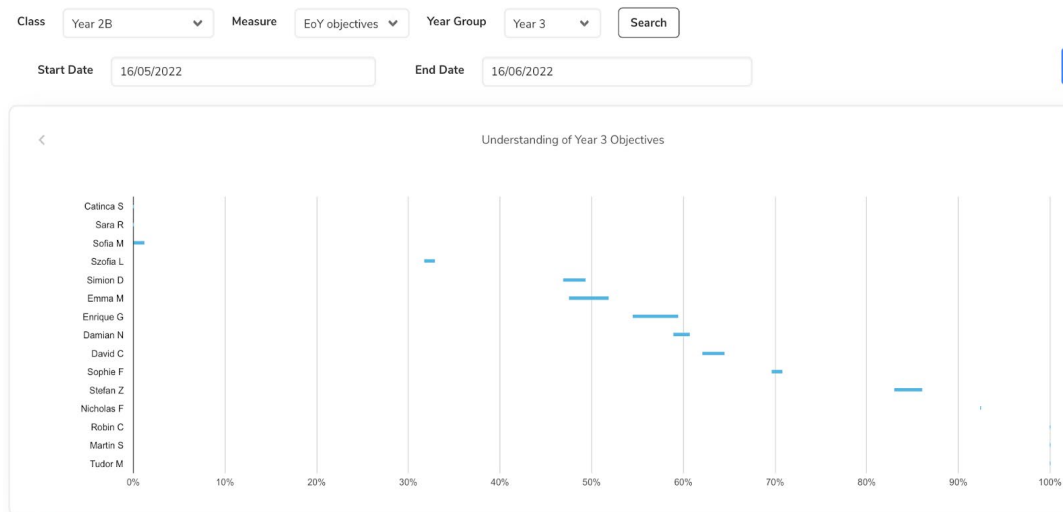 Class Year 2B Measure EoY objectives Year Group Year 3 Search
Start Date 16/05/2022 End Date 16/06/2022
Understanding of Year 3 Objectives
Catinca S
Sara R
Sofia M
Szofia L
Simion D
Emma M
Enrique G
Damian N
David C
Sophie F
Stefan Z
Nicholas F
Robin C
Martin S
Tudor M
0% 10% 20% 30% 40% 50% 60% 70% 80% 90% 100%